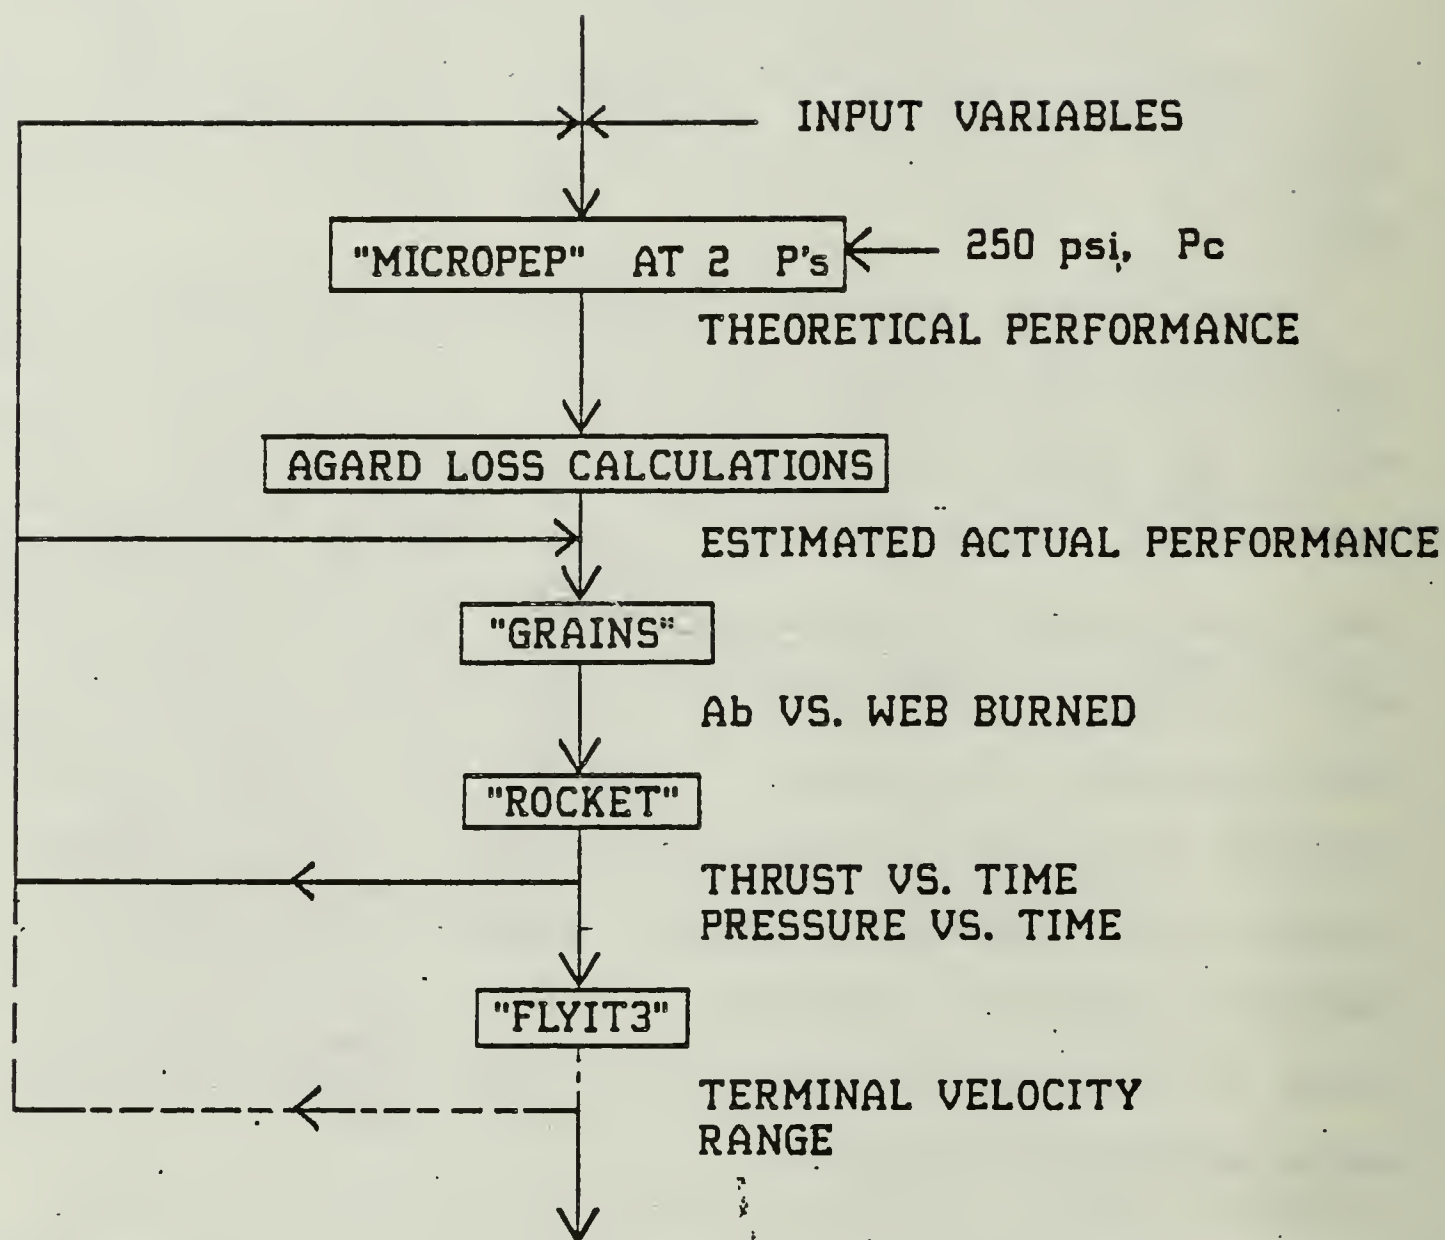 INPUT VARIABLES
"MICROPEP" AT 2 P's
250 psi, Pc
THEORETICAL PERFORMANCE
AGARD LOSS CALCULATIONS
ESTIMATED ACTUAL PERFORMANCE
"GRAINS"
Ab VS. WEB BURNED
"ROCKET"
THRUST VS. TIME
PRESSURE VS. TIME
"FLYIT3"
TERMINAL VELOCITY
RANGE